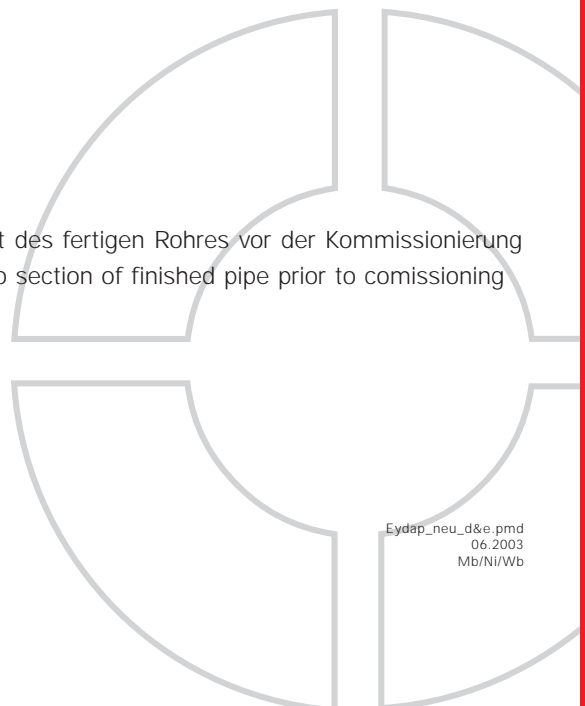 des fertigen Rohres vor der Kommissionierung
section of finished pipe prior to comissioning
Eydap_neu_d&e.pmd
06.2003
Mb/Ni/Wb